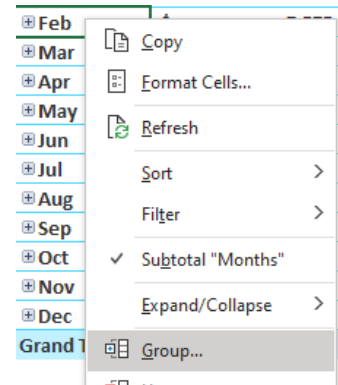 Feb
Mar
Apr
May
Jun
Jul
Aug
Sep
Oct
Nov
Dec
Grand
Copy
Format Cells...
Refresh
Sort
Filter
Subtotal "Months"
Expand/Collapse
Group...